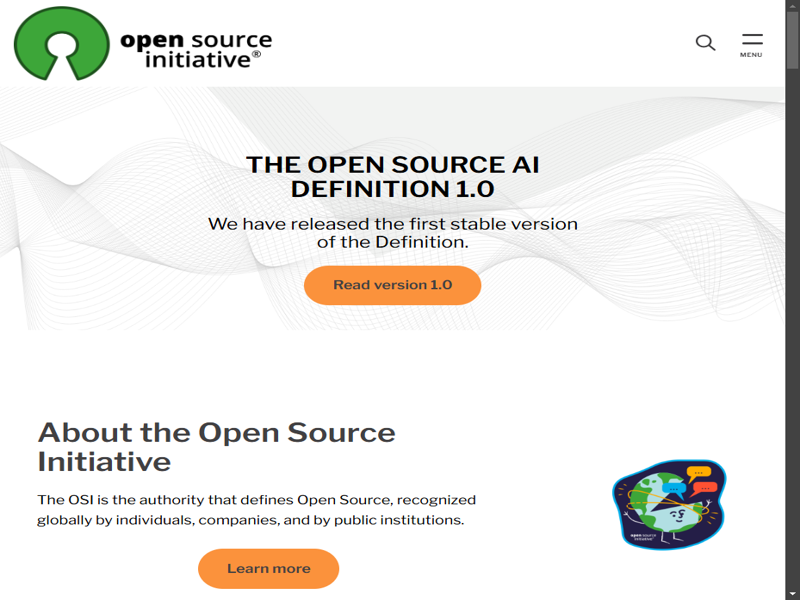 open source
initiative®
MENU
THE OPEN SOURCE AI
DEFINITION 1.0
We have released the first stable version
of the Definition.
Read version 1.0
About the Open Source
Initiative
The OSI is the authority that defines Open Source, recognized
globally by individuals, companies, and by public institutions.
open source
initiative
Learn more